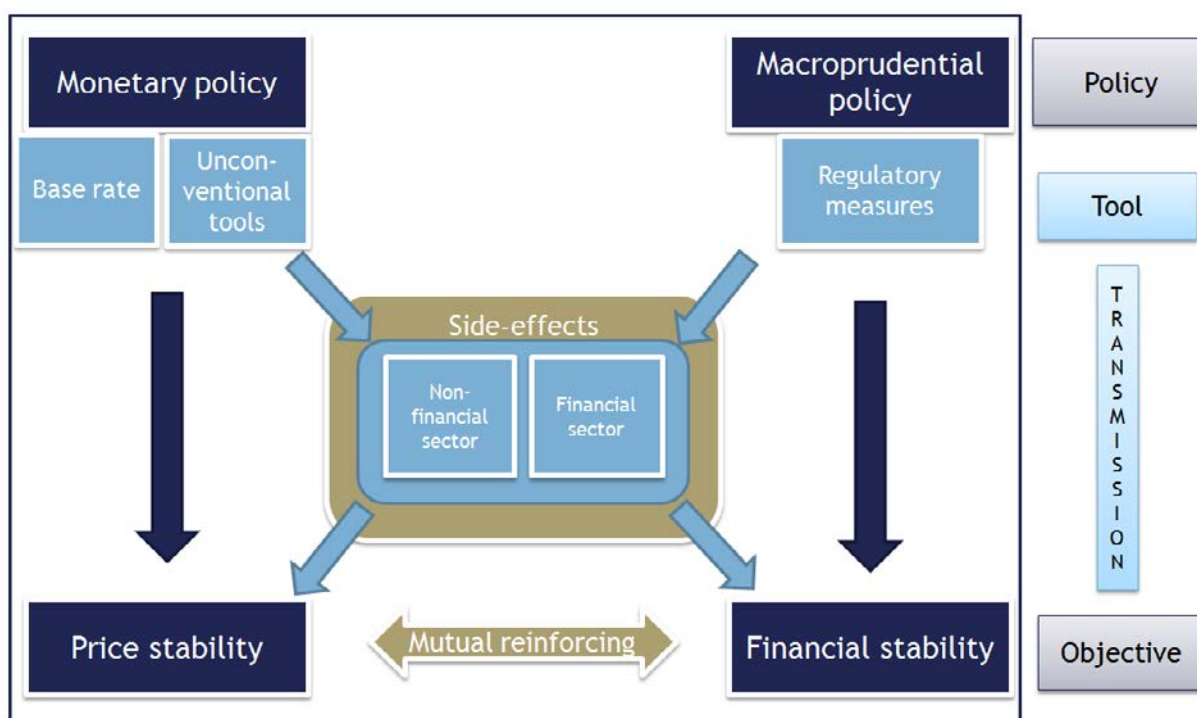 Monetary policy
Macroprudential
policy
Policy
Base rate
Uncon-
ventional
tools
Regulatory
measures
Tool
Side-effects
Non-
financial
sector
Financial
sector
TRANSMISSION
Price stability
Mutual reinforcing
Financial stability
Objective